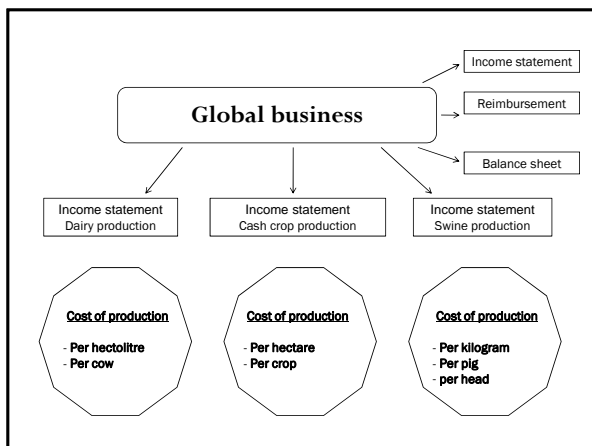 Income statement
Global business
Reimbursement
Balance sheet
Income statement
Dairy production
Income statement
Cash crop production
Income statement
Swine production
Cost of production
- Per hectolitre
- Per cow
Cost of production
- Per hectare
- Per crop
Cost of production
- Per kilogram
- Per pig
- per head